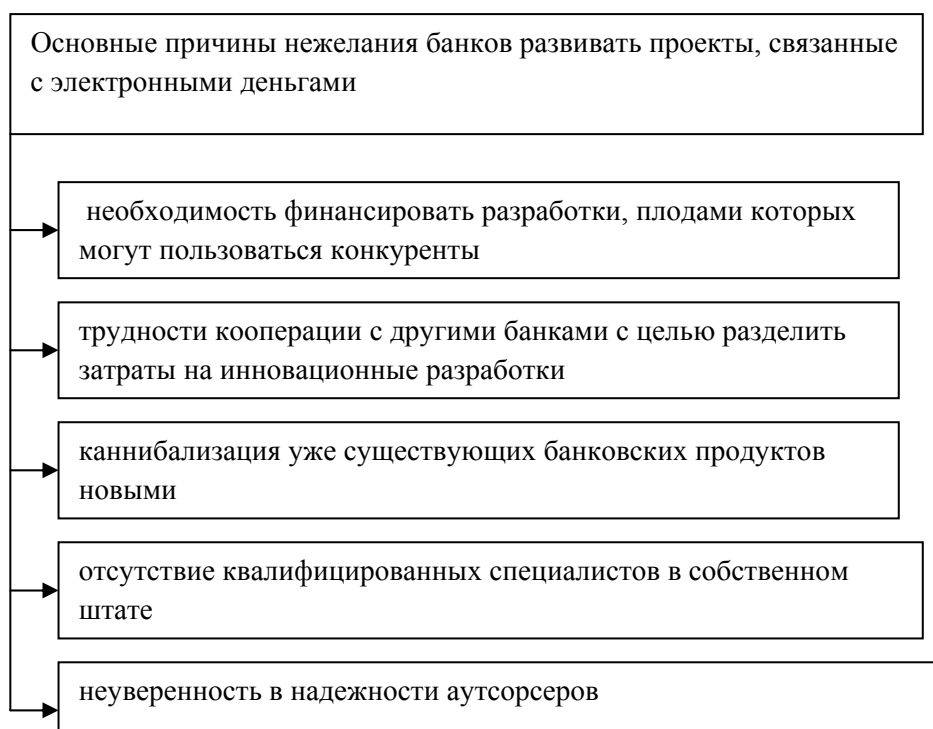 Основные причины нежелания банков развивать проекты, связанные
с электронными деньгами
необходимость финансировать разработки, плодами которых
могут пользоваться конкуренты
трудности кооперации с другими банками с целью разделить
затраты на инновационные разработки
каннибализация уже существующих банковских продуктов
новыми
отсутствие квалифицированных специалистов в собственном
штате
неуверенность в надежности аутсорсеров